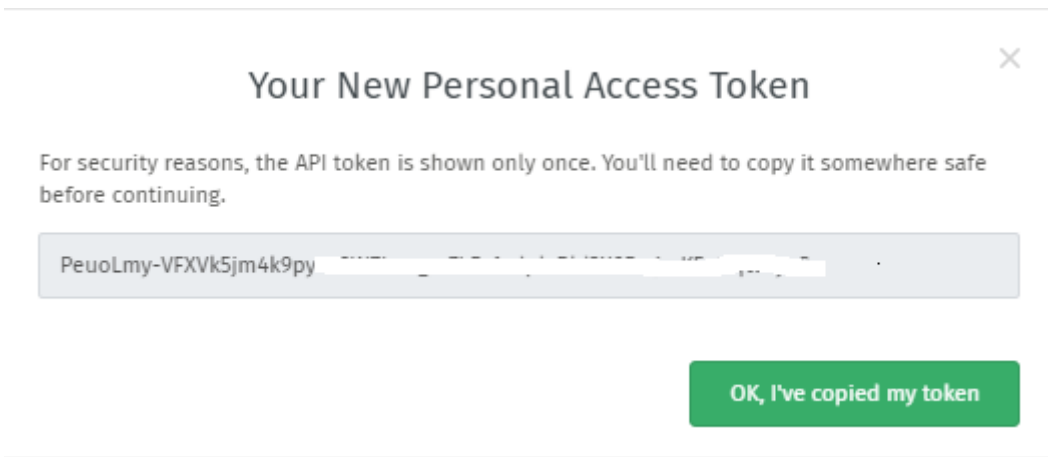 Your New Personal Access Token
For security reasons, the API token is shown only once. You'll need to copy it somewhere safe
before continuing.
PeuoLmy-VFXVk5jm4k9py
OK, I've copied my token